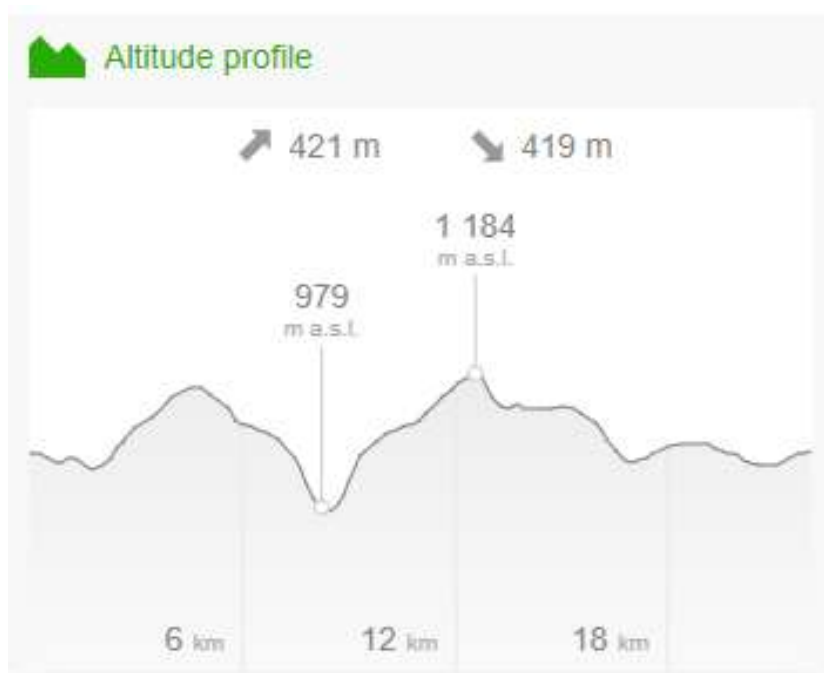 Altitude profile
421 m 419 m
1 184
m a.s.l.
979
m a.s.l.
6 km 12 km 18 km